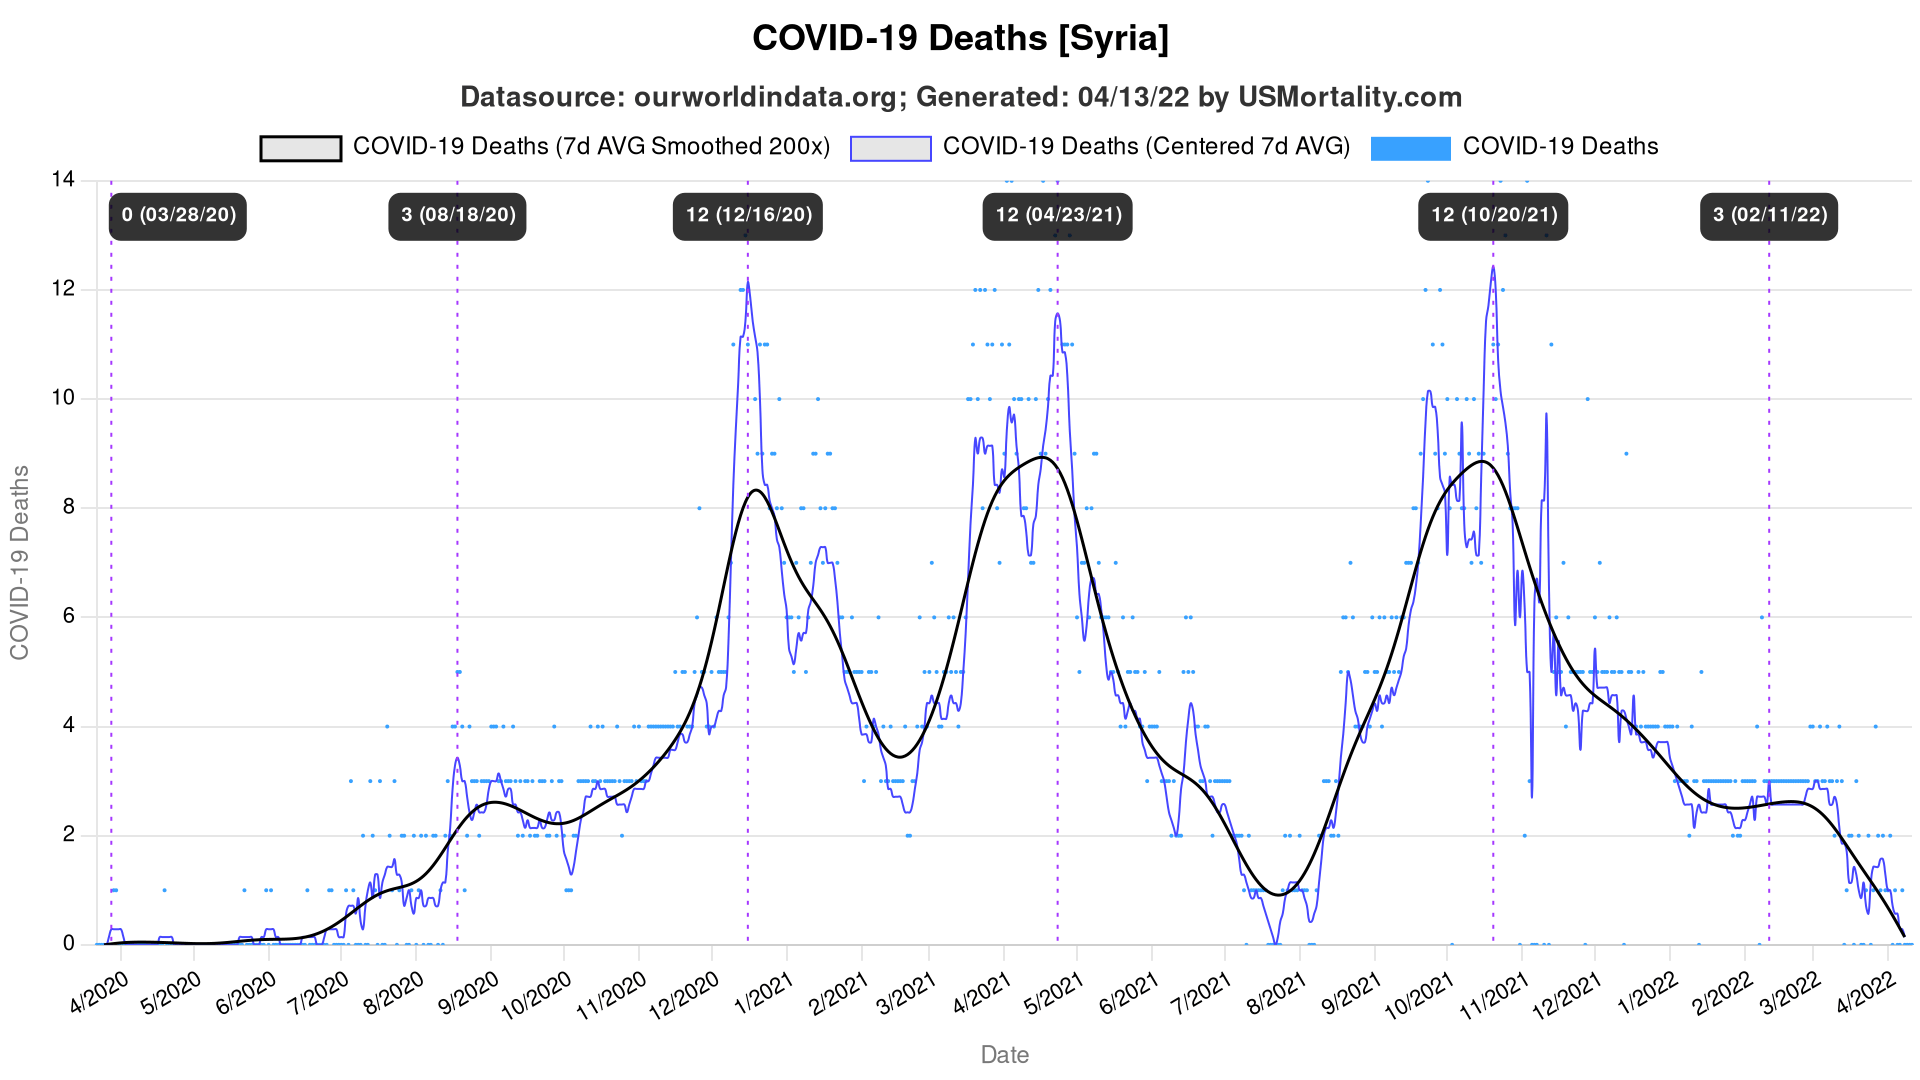 COVID-19 Deaths [Syria]
Datasource: ourworldindata.org; Generated: 04/13/22 by USMortality.com
COVID-19 Deaths (7d AVG Smoothed 200x) COVID-19 Deaths (Centered 7d AVG) COVID-19 Deaths
14
0 (03/28/20) 3 (08/18/20) 12 (12/16/20) 12 (04/23/21) 12 (10/20/21) 3 (02/11/22)
12
10
8
6
4
2
0
COVID-19 Deaths
4/2020 5/2020 6/2020 7/2020 8/2020 9/2020 10/2020 11/2020 12/2020 1/2021 2/2021 3/2021 4/2021 5/2021 6/2021 7/2021 8/2021 9/2021 10/2021 11/2021 12/2021 1/2022 2/2022 3/2022 4/2022
Date